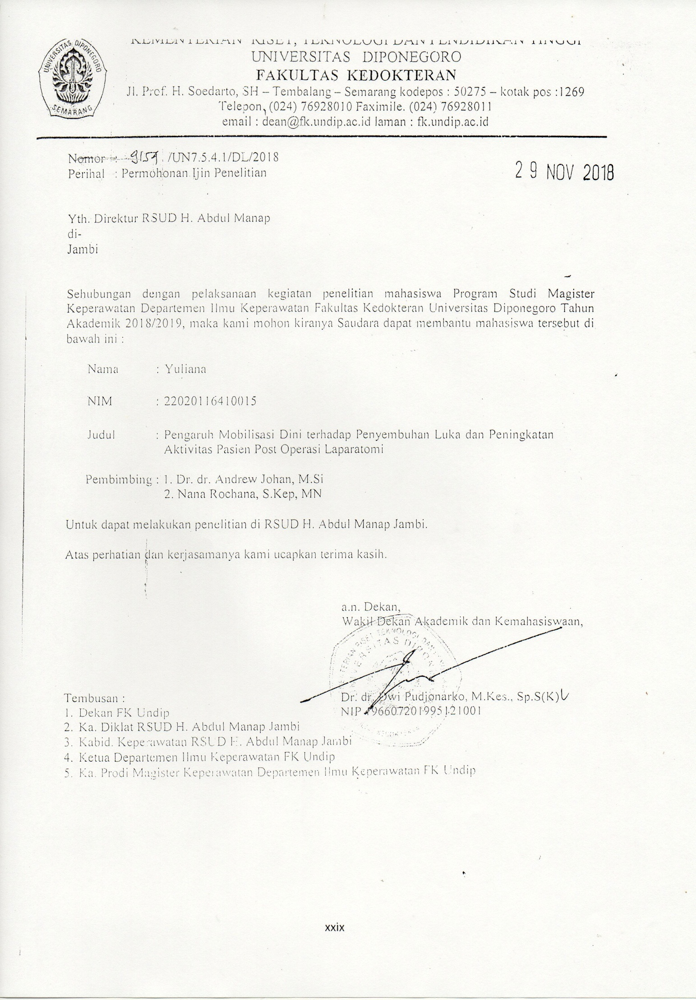 UNIVERSITAS DIPONEGORO
SEMARANG
KEMENTERIAN RISET, TEKNOLOGI DAN PENDIDIKAN TINGGI
UNIVERSITAS DIPONEGORO
FAKULTAS KEDOKTERAN
Jl. Prof. H. Soedarto, SH – Tembalang – Semarang kodepos : 50275 – kotak pos :1269
Telepon. (024) 76928010 Faximile. (024) 76928011
email : dean@fk.undip.ac.id laman : fk.undip.ac.id
Nomor : /UN7.5.4.1/DL/2018
Perihal : Permohonan Ijin Penelitian
29 NOV 2018
Yth. Direktur RSUD H. Abdul Manap
di-
Jambi
Sehubungan dengan pelaksanaan kegiatan penelitian mahasiswa Program Studi Magister
Keperawatan Departemen Ilmu Keperawatan Fakultas Kedokteran Universitas Diponegoro Tahun
Akademik 2018/2019, maka kami mohon kiranya Saudara dapat membantu mahasiswa tersebut di
bawah ini :
Nama : Yuliana
NIM : 22020116410015
Judul : Pengaruh Mobilisasi Dini terhadap Penyembuhan Luka dan Peningkatan
Aktivitas Pasien Post Operasi Laparatomi
Pembimbing : 1. Dr. dr. Andrew Johan, M.Si
2. Nana Rochana, S.Kep, MN
Untuk dapat melakukan penelitian di RSUD H. Abdul Manap Jambi.
Atas perhatian dan kerjasamanya kami ucapkan terima kasih.
a.n. Dekan,
Wakil Dekan Akademik dan Kemahasiswaan,
Dr. dr. Dwi Pudjonarko, M.Kes., Sp.S(K)
NIP 196607201995121001
Tembusan :
1. Dekan FK Undip
2. Ka. Diklat RSUD H. Abdul Manap Jambi
3. Kabid. Keperawatan RSUD H. Abdul Manap Jambi
4. Ketua Departemen Ilmu Keperawatan FK Undip
5. Ka. Prodi Magister Keperawatan Departemen Ilmu Keperawatan FK Undip
xxix